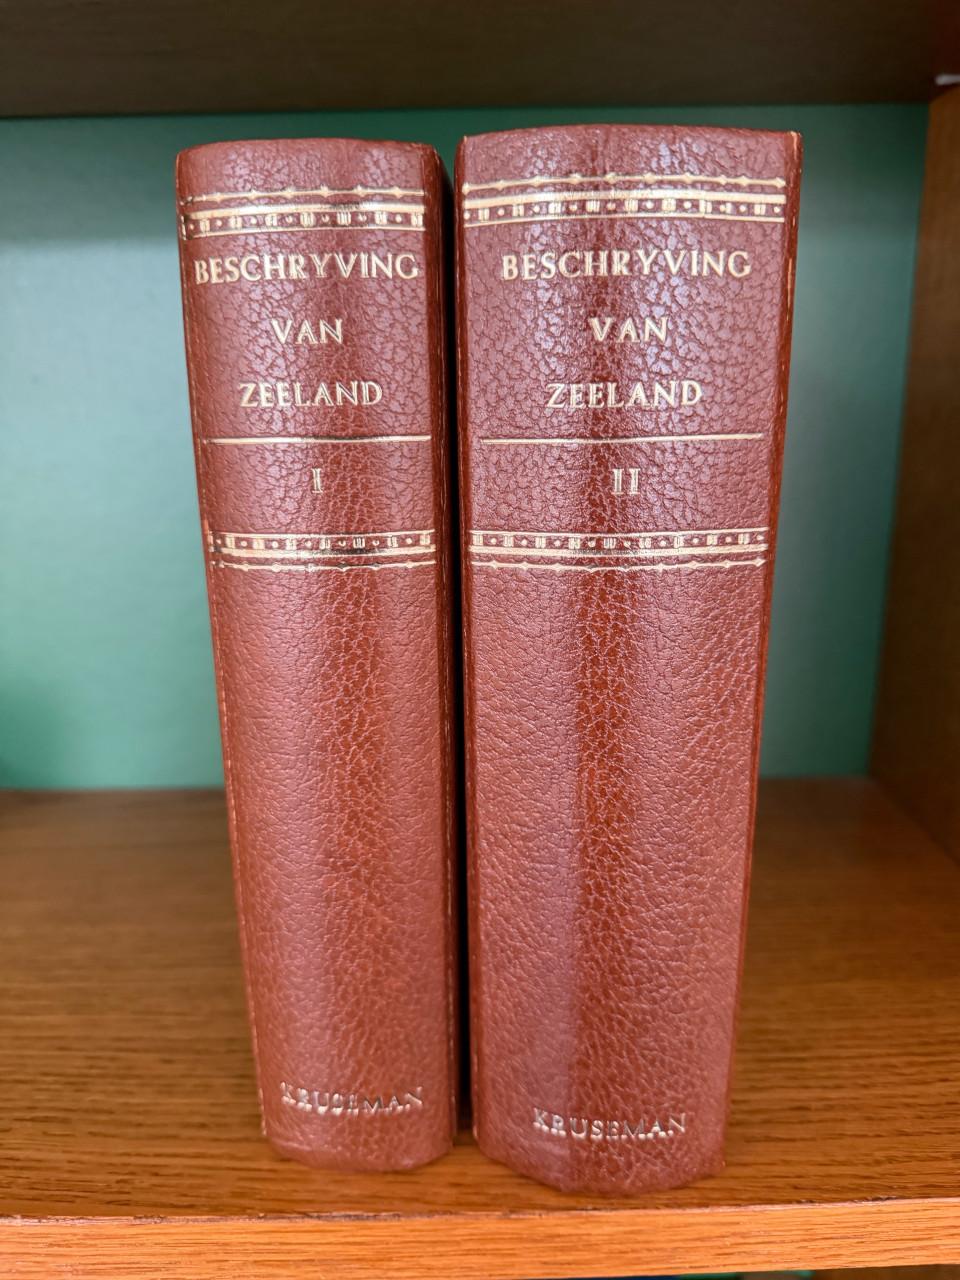 BESCHRYVING
VAN
ZEELAND
I
KRUSEMAN
BESCHRYVING
VAN
ZEELAND
II
KRUSEMAN